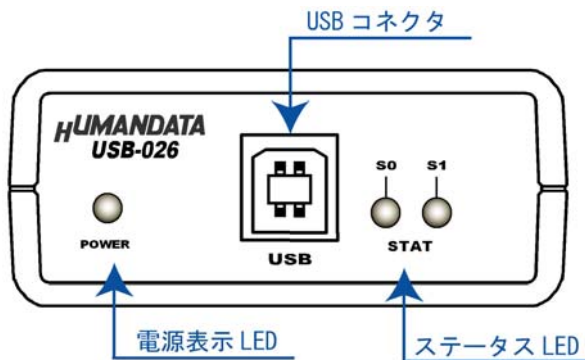 USB コネクタ
HUMANDATA
USB-026
S0 S1
POWER
USB
STAT
電源表示 LED
ステータス LED